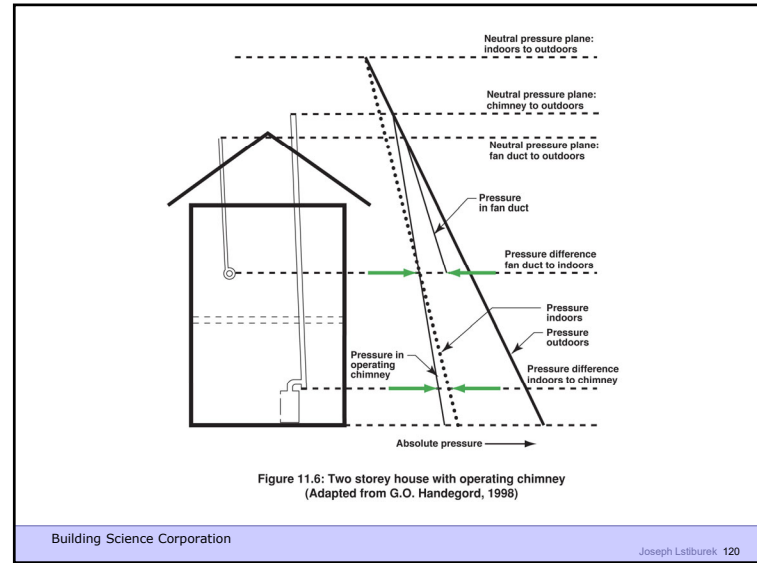 Neutral pressure plane:
indoors to outdoors
Neutral pressure plane:
chimney to outdoors
Neutral pressure plane:
fan duct to outdoors
Pressure
in fan duct
Pressure difference
fan duct to indoors
Pressure
indoors
Pressure
outdoors
Pressure in
operating
chimney
Pressure difference
indoors to chimney
Absolute pressure
Figure 11.6: Two storey house with operating chimney
(Adapted from G.O. Handegord, 1998)
Building Science Corporation
Joseph Lstiburek 120